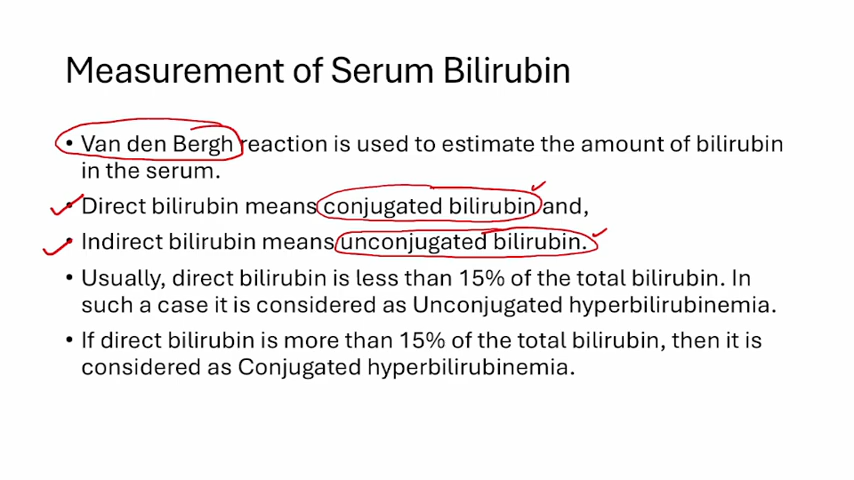 Measurement of Serum Bilirubin
• Van den Bergh reaction is used to estimate the amount of bilirubin
in the serum.
• Direct bilirubin means conjugated bilirubin and,
• Indirect bilirubin means unconjugated bilirubin.
• Usually, direct bilirubin is less than 15% of the total bilirubin. In
such a case it is considered as Unconjugated hyperbilirubinemia.
• If direct bilirubin is more than 15% of the total bilirubin, then it is
considered as Conjugated hyperbilirubinemia.